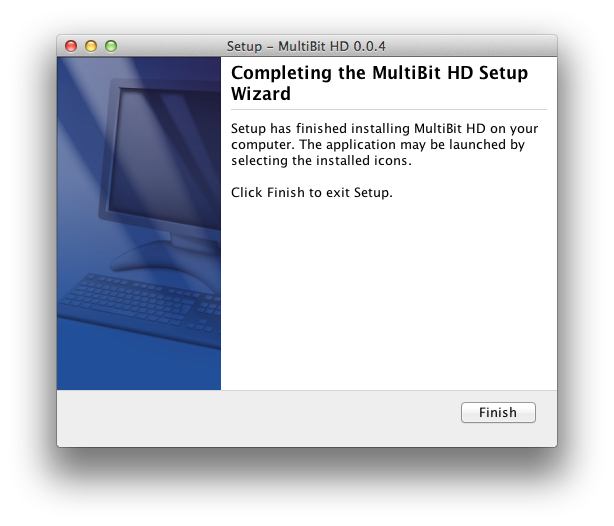 Setup – MultiBit HD 0.0.4
Completing the MultiBit HD Setup
Wizard
Setup has finished installing MultiBit HD on your
computer. The application may be launched by
selecting the installed icons.
Click Finish to exit Setup.
Finish